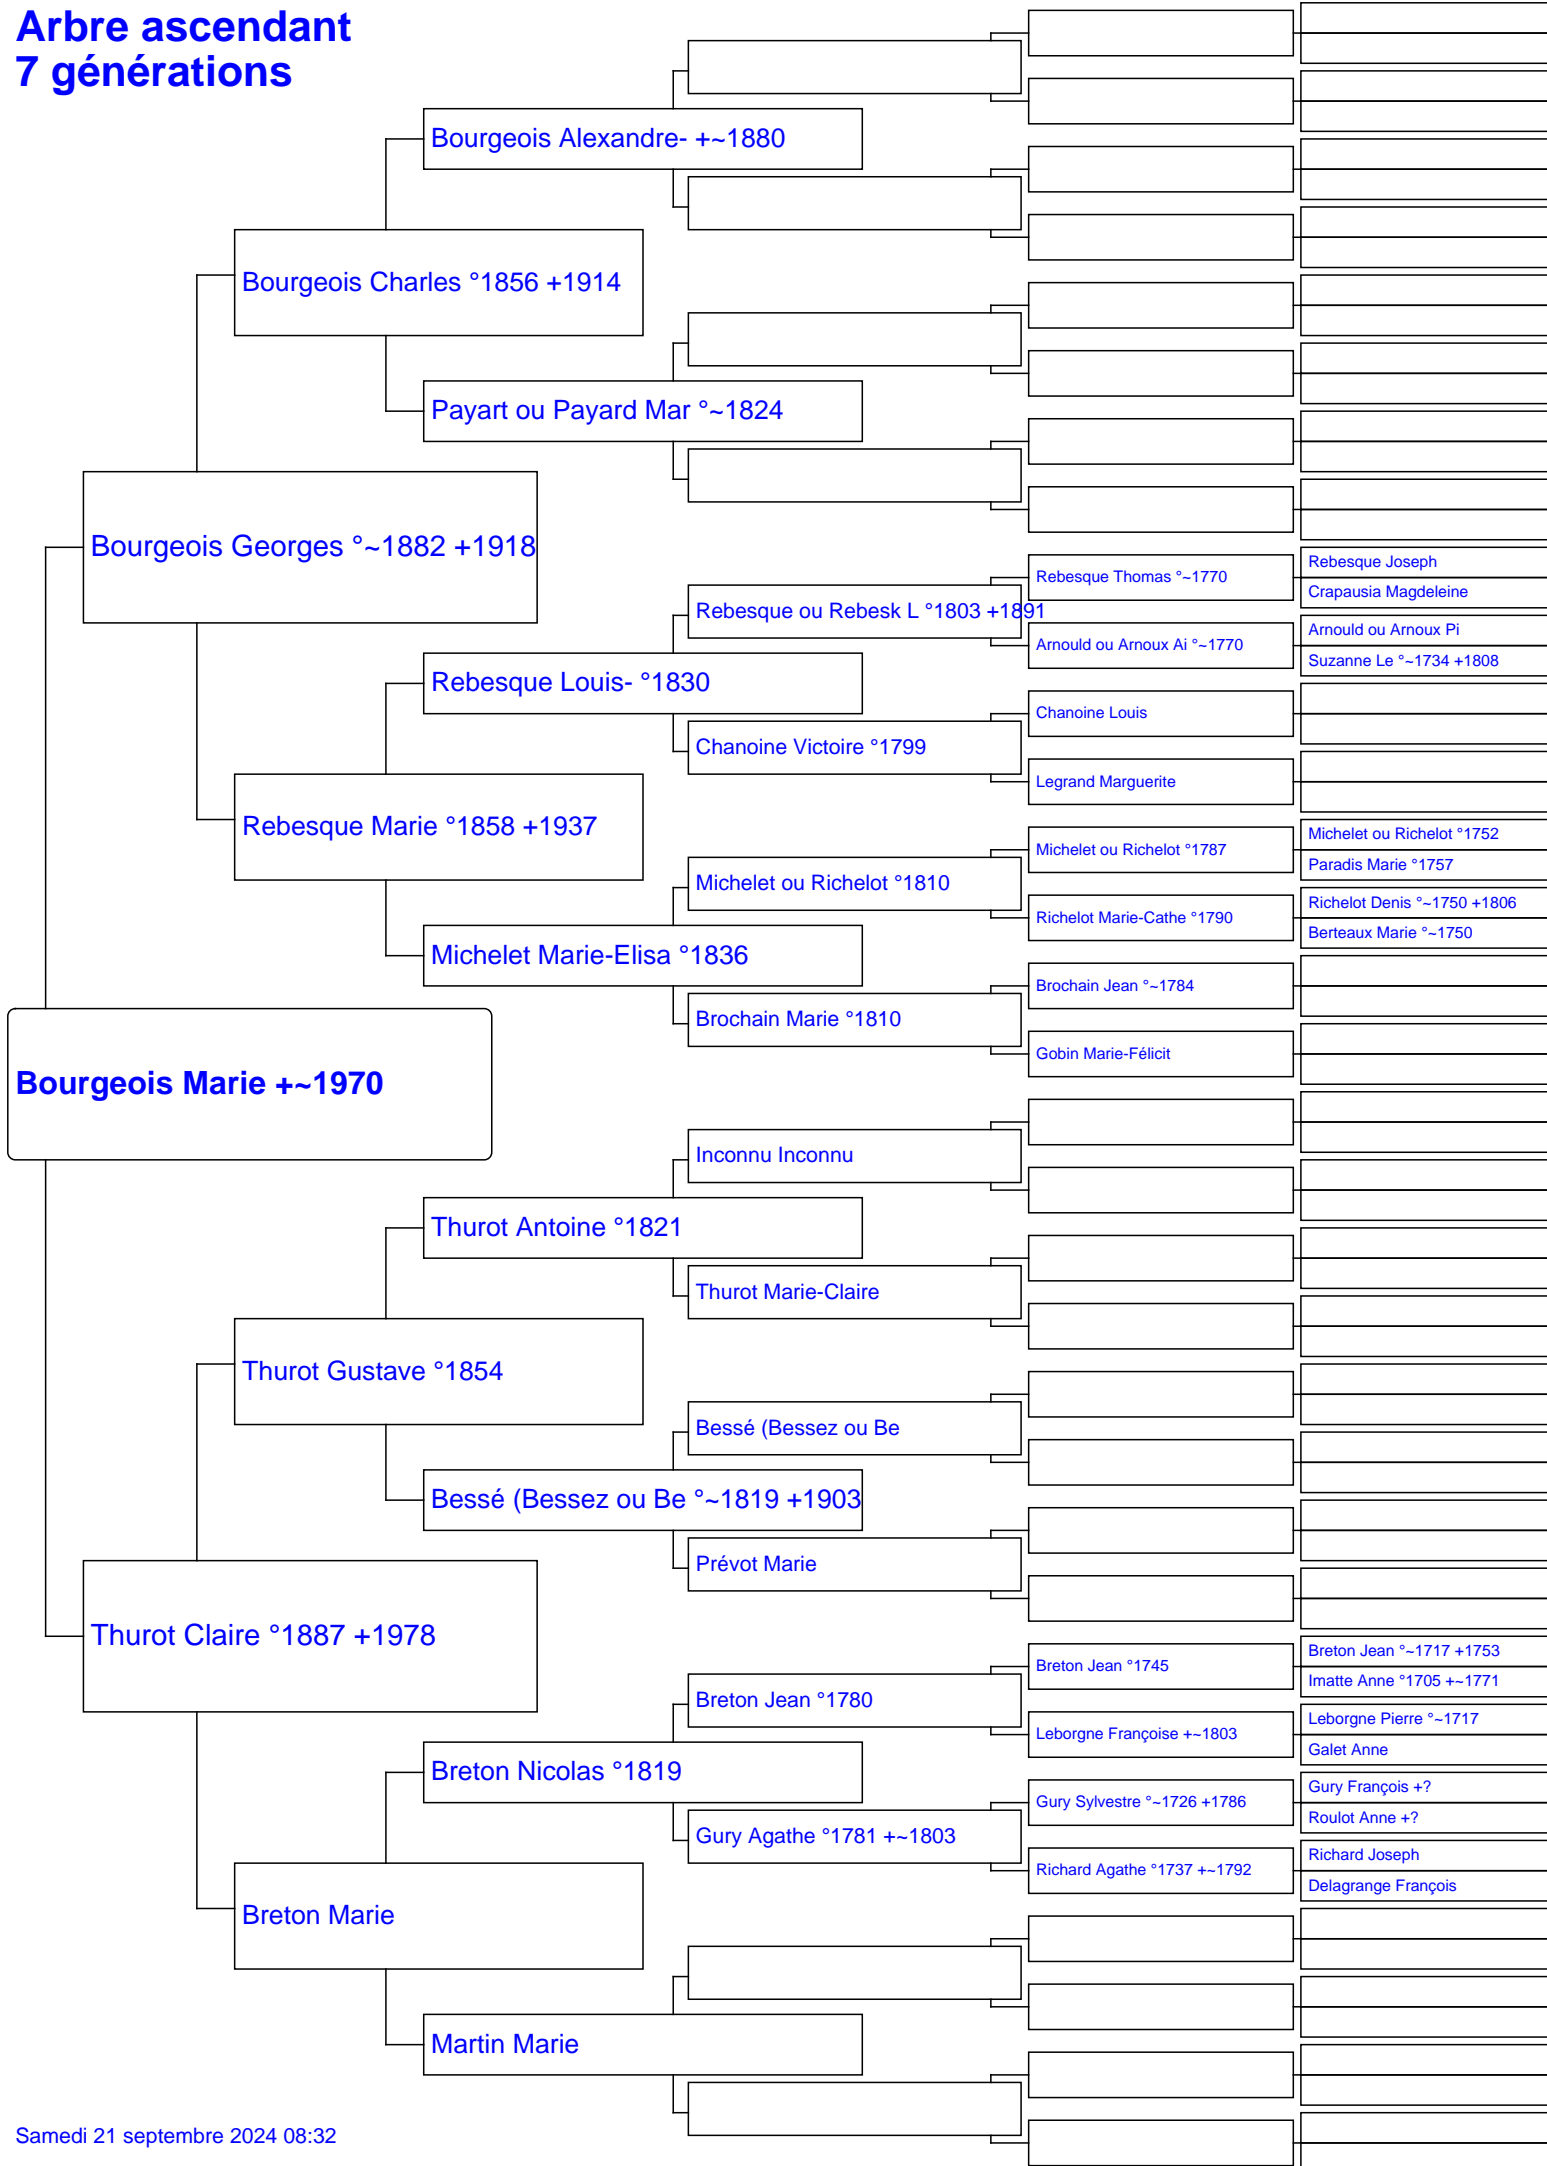 Arbre ascendant
7 générations
Bourgeois Alexandre- +~1880
Bourgeois Charles °1856 +1914
Payart ou Payard Mar °~1824
Bourgeois Georges °~1882 +1918
Rebesque Joseph
Rebesque Thomas °~1770
Crapausia Magdeleine
Rebesque ou Rebesk L °1803 +1891
Arnould ou Arnoux Pi
Arnould ou Arnoux Ai °~1770
Suzanne Le °~1734 +1808
Rebesque Louis- °1830
Chanoine Louis
Chanoine Victoire °1799
Legrand Marguerite
Rebesque Marie °1858 +1937
Michelet ou Richelot °1752
Michelet ou Richelot °1787
Paradis Marie °1757
Michelet ou Richelot °1810
Richelot Denis °~1750 +1806
Richelot Marie-Cathe °1790
Berteaux Marie °~1750
Michelet Marie-Elisa °1836
Brochain Jean °~1784
Brochain Marie °1810
Gobin Marie-Félicit
Bourgeois Marie +~1970
Inconnu Inconnu
Thurot Antoine °1821
Thurot Marie-Claire
Thurot Gustave °1854
Bessé (Bessez ou Be
Bessé (Bessez ou Be °~1819 +1903
Prévot Marie
Thurot Claire °1887 +1978
Breton Jean °~1717 +1753
Breton Jean °1745
Imatte Anne °1705 +~1771
Breton Jean °1780
Leborgne Pierre °~1717
Leborgne Françoise +~1803
Galet Anne
Breton Nicolas °1819
Gury François +?
Gury Sylvestre °~1726 +1786
Roulot Anne +?
Gury Agathe °1781 +~1803
Richard Joseph
Richard Agathe °1737 +~1792
Delagrange François
Breton Marie
Martin Marie
Samedi 21 septembre 2024 08:32